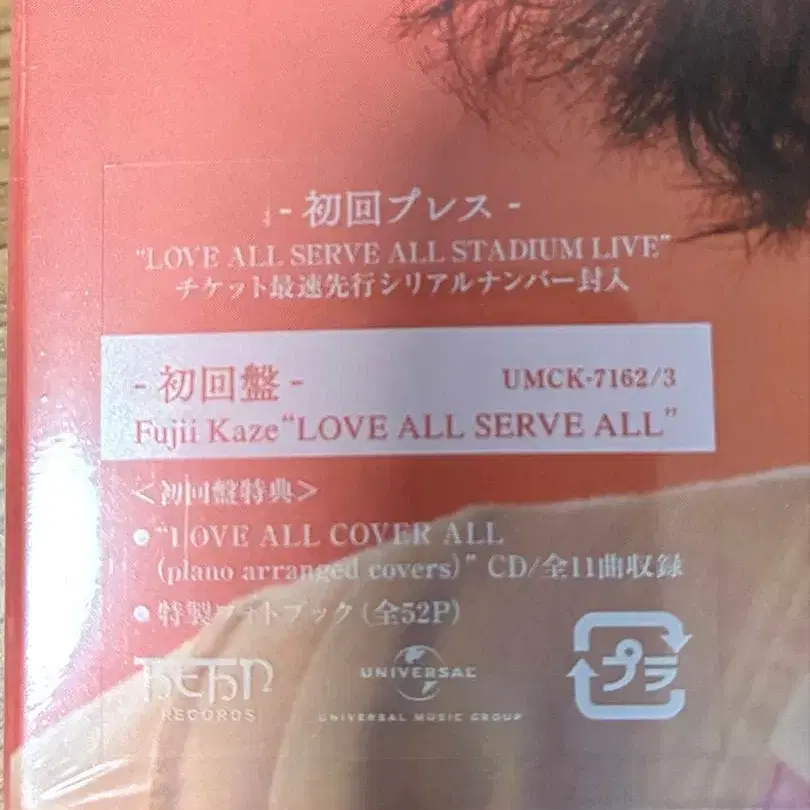 - 初回プレス -
“LOVE ALL SERVE ALL STADIUM LIVE”
チケット最速先行シリアルナンバー封入
- 初回盤 - UMCK-7162/3
Fujii Kaze “LOVE ALL SERVE ALL”
＜初回盤特典＞
● “LOVE ALL COVER ALL
(piano arranged covers)” CD/全11曲収録
● 特製フォトブック (全52P)
HEHN RECORDS
UNIVERSAL
UNIVERSAL MUSIC GROUP
プラ